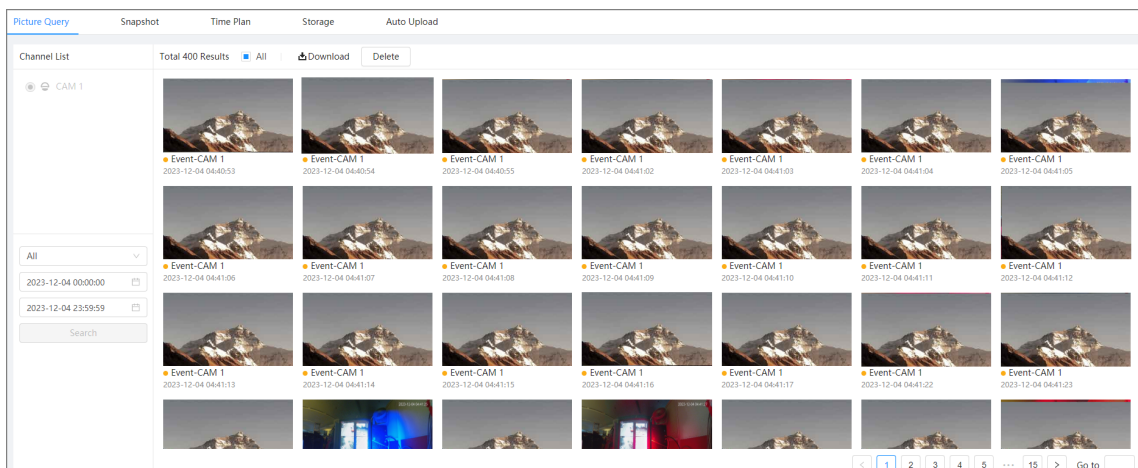 Picture Query Snapshot Time Plan Storage Auto Upload
Channel List Total 400 Results All Download Delete
CAM 1
Event-CAM 1 Event-CAM 1 Event-CAM 1 Event-CAM 1 Event-CAM 1 Event-CAM 1 Event-CAM 1
2023-12-04 04:40:53 2023-12-04 04:40:54 2023-12-04 04:40:55 2023-12-04 04:41:02 2023-12-04 04:41:03 2023-12-04 04:41:04 2023-12-04 04:41:05
All
Event-CAM 1 Event-CAM 1 Event-CAM 1 Event-CAM 1 Event-CAM 1 Event-CAM 1 Event-CAM 1
2023-12-04 00:00:00
2023-12-04 04:41:06 2023-12-04 04:41:07 2023-12-04 04:41:08 2023-12-04 04:41:09 2023-12-04 04:41:10 2023-12-04 04:41:11 2023-12-04 04:41:12
2023-12-04 23:59:59
Search
Event-CAM 1 Event-CAM 1 Event-CAM 1 Event-CAM 1 Event-CAM 1 Event-CAM 1 Event-CAM 1
2023-12-04 04:41:13 2023-12-04 04:41:14 2023-12-04 04:41:15 2023-12-04 04:41:16 2023-12-04 04:41:17 2023-12-04 04:41:22 2023-12-04 04:41:23
< 1 2 3 4 5 ··· 15 > Go to